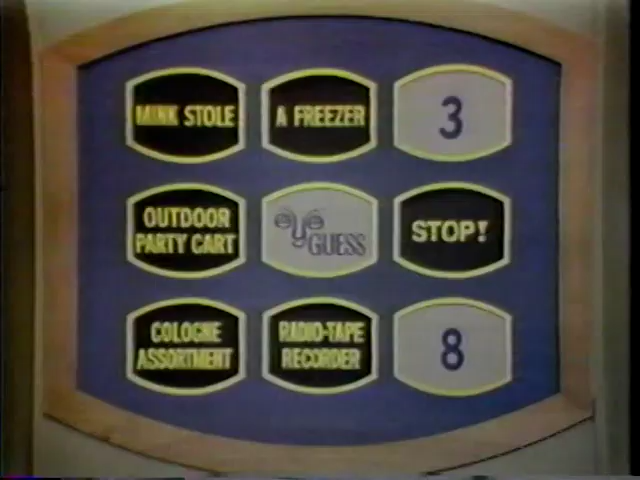 MINK STOLE
A FREEZER
3
OUTDOOR
PARTY CART
eye
GUESS
STOP!
COLOGNE
ASSORTMENT
RADIO-TAPE
RECORDER
8